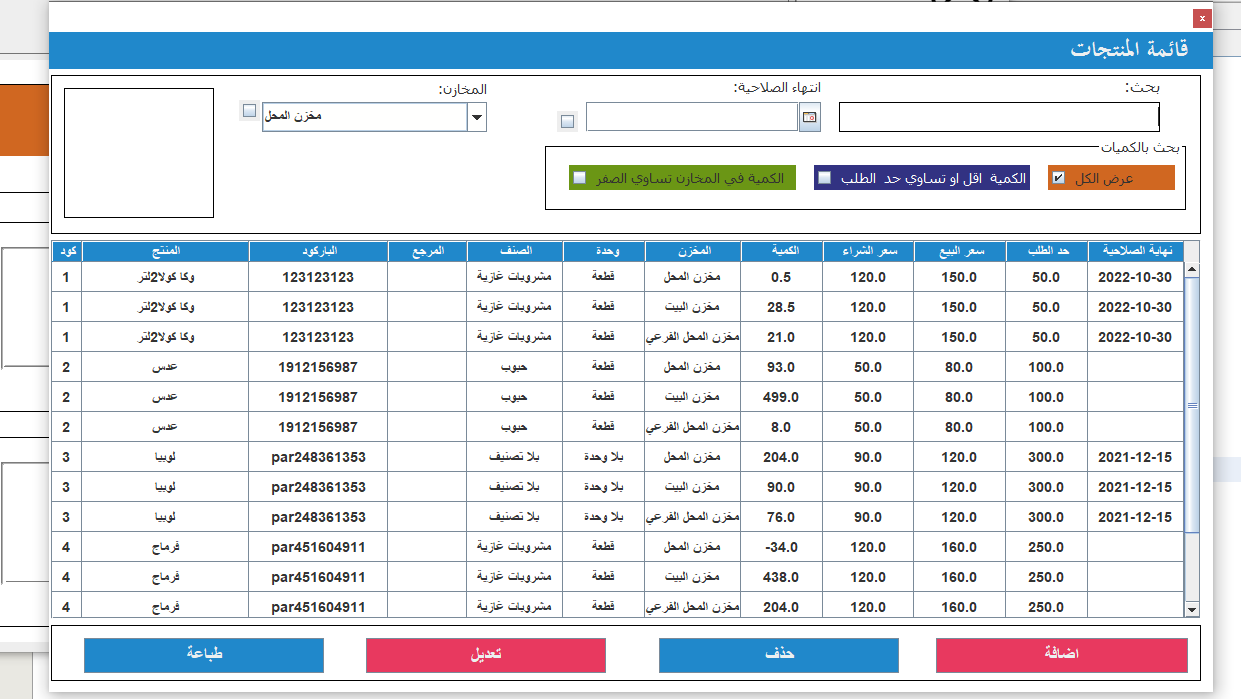 x
قائمة المنتجات
بحث:
انتهاء الصلاحية:
المخازن:
مخزن المحل
بحث بالكميات
عرض الكل
الكمية اقل او تساوي حد الطلب
الكمية في المخازن تساوي الصفر
كود المنتج الباركود المرجع الصنف وحدة المخزن الكمية سعر الشراء سعر البيع حد الطلب نهاية الصلاحية
1 وكا كولا2لتر 123123123 مشروبات غازية قطعة مخزن المحل 0.5 120.0 150.0 50.0 2022-10-30
1 وكا كولا2لتر 123123123 مشروبات غازية قطعة مخزن البيت 28.5 120.0 150.0 50.0 2022-10-30
1 وكا كولا2لتر 123123123 مشروبات غازية قطعة مخزن المحل الفرعي 21.0 120.0 150.0 50.0 2022-10-30
2 عدس 1912156987 حبوب قطعة مخزن المحل 93.0 50.0 80.0 100.0
2 عدس 1912156987 حبوب قطعة مخزن البيت 499.0 50.0 80.0 100.0
2 عدس 1912156987 حبوب قطعة مخزن المحل الفرعي 8.0 50.0 80.0 100.0
3 لوبيا par248361353 بلا تصنيف بلا وحدة مخزن المحل 204.0 90.0 120.0 300.0 2021-12-15
3 لوبيا par248361353 بلا تصنيف بلا وحدة مخزن البيت 90.0 90.0 120.0 300.0 2021-12-15
3 لوبيا par248361353 بلا تصنيف بلا وحدة مخزن المحل الفرعي 76.0 90.0 120.0 300.0 2021-12-15
4 فرماج par451604911 مشروبات غازية قطعة مخزن المحل -34.0 120.0 160.0 250.0
4 فرماج par451604911 مشروبات غازية قطعة مخزن البيت 438.0 120.0 160.0 250.0
4 فرماج par451604911 مشروبات غازية قطعة مخزن المحل الفرعي 204.0 120.0 160.0 250.0
اضافة
حذف
تعديل
طباعة